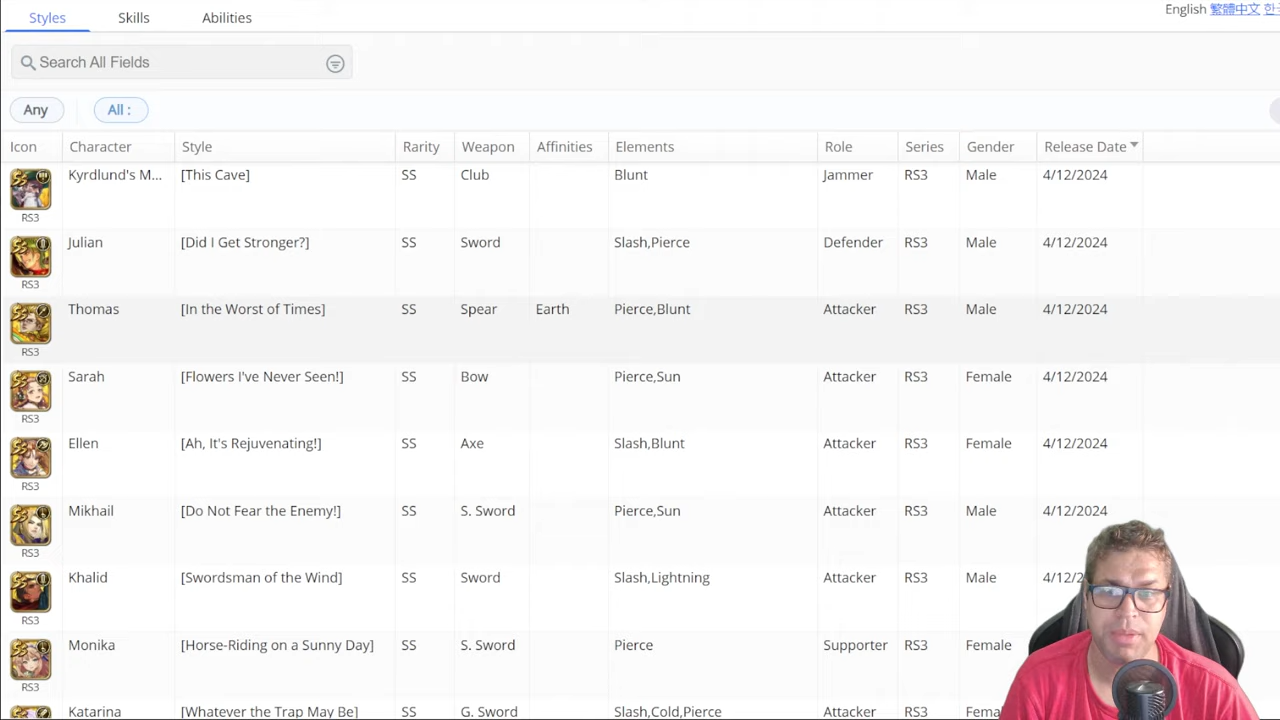 Styles Skills Abilities English 繁體中文
Search All Fields
Any All :
Icon Character Style Rarity Weapon Affinities Elements Role Series Gender Release Date
Kyrdlund's M... [This Cave] SS Club Blunt Jammer RS3 Male 4/12/2024
RS3
Julian [Did I Get Stronger?] SS Sword Slash,Pierce Defender RS3 Male 4/12/2024
RS3
Thomas [In the Worst of Times] SS Spear Earth Pierce,Blunt Attacker RS3 Male 4/12/2024
RS3
Sarah [Flowers I've Never Seen!] SS Bow Pierce,Sun Attacker RS3 Female 4/12/2024
RS3
Ellen [Ah, It's Rejuvenating!] SS Axe Slash,Blunt Attacker RS3 Female 4/12/2024
RS3
Mikhail [Do Not Fear the Enemy!] SS S. Sword Pierce,Sun Attacker RS3 Male 4/12/2024
RS3
Khalid [Swordsman of the Wind] SS Sword Slash,Lightning Attacker RS3 Male 4/12/2
RS3
Monika [Horse-Riding on a Sunny Day] SS S. Sword Pierce Supporter RS3 Female
RS3
Katarina [Whatever the Trap May Be] SS G. Sword Slash,Cold,Pierce Attacker RS3 Female